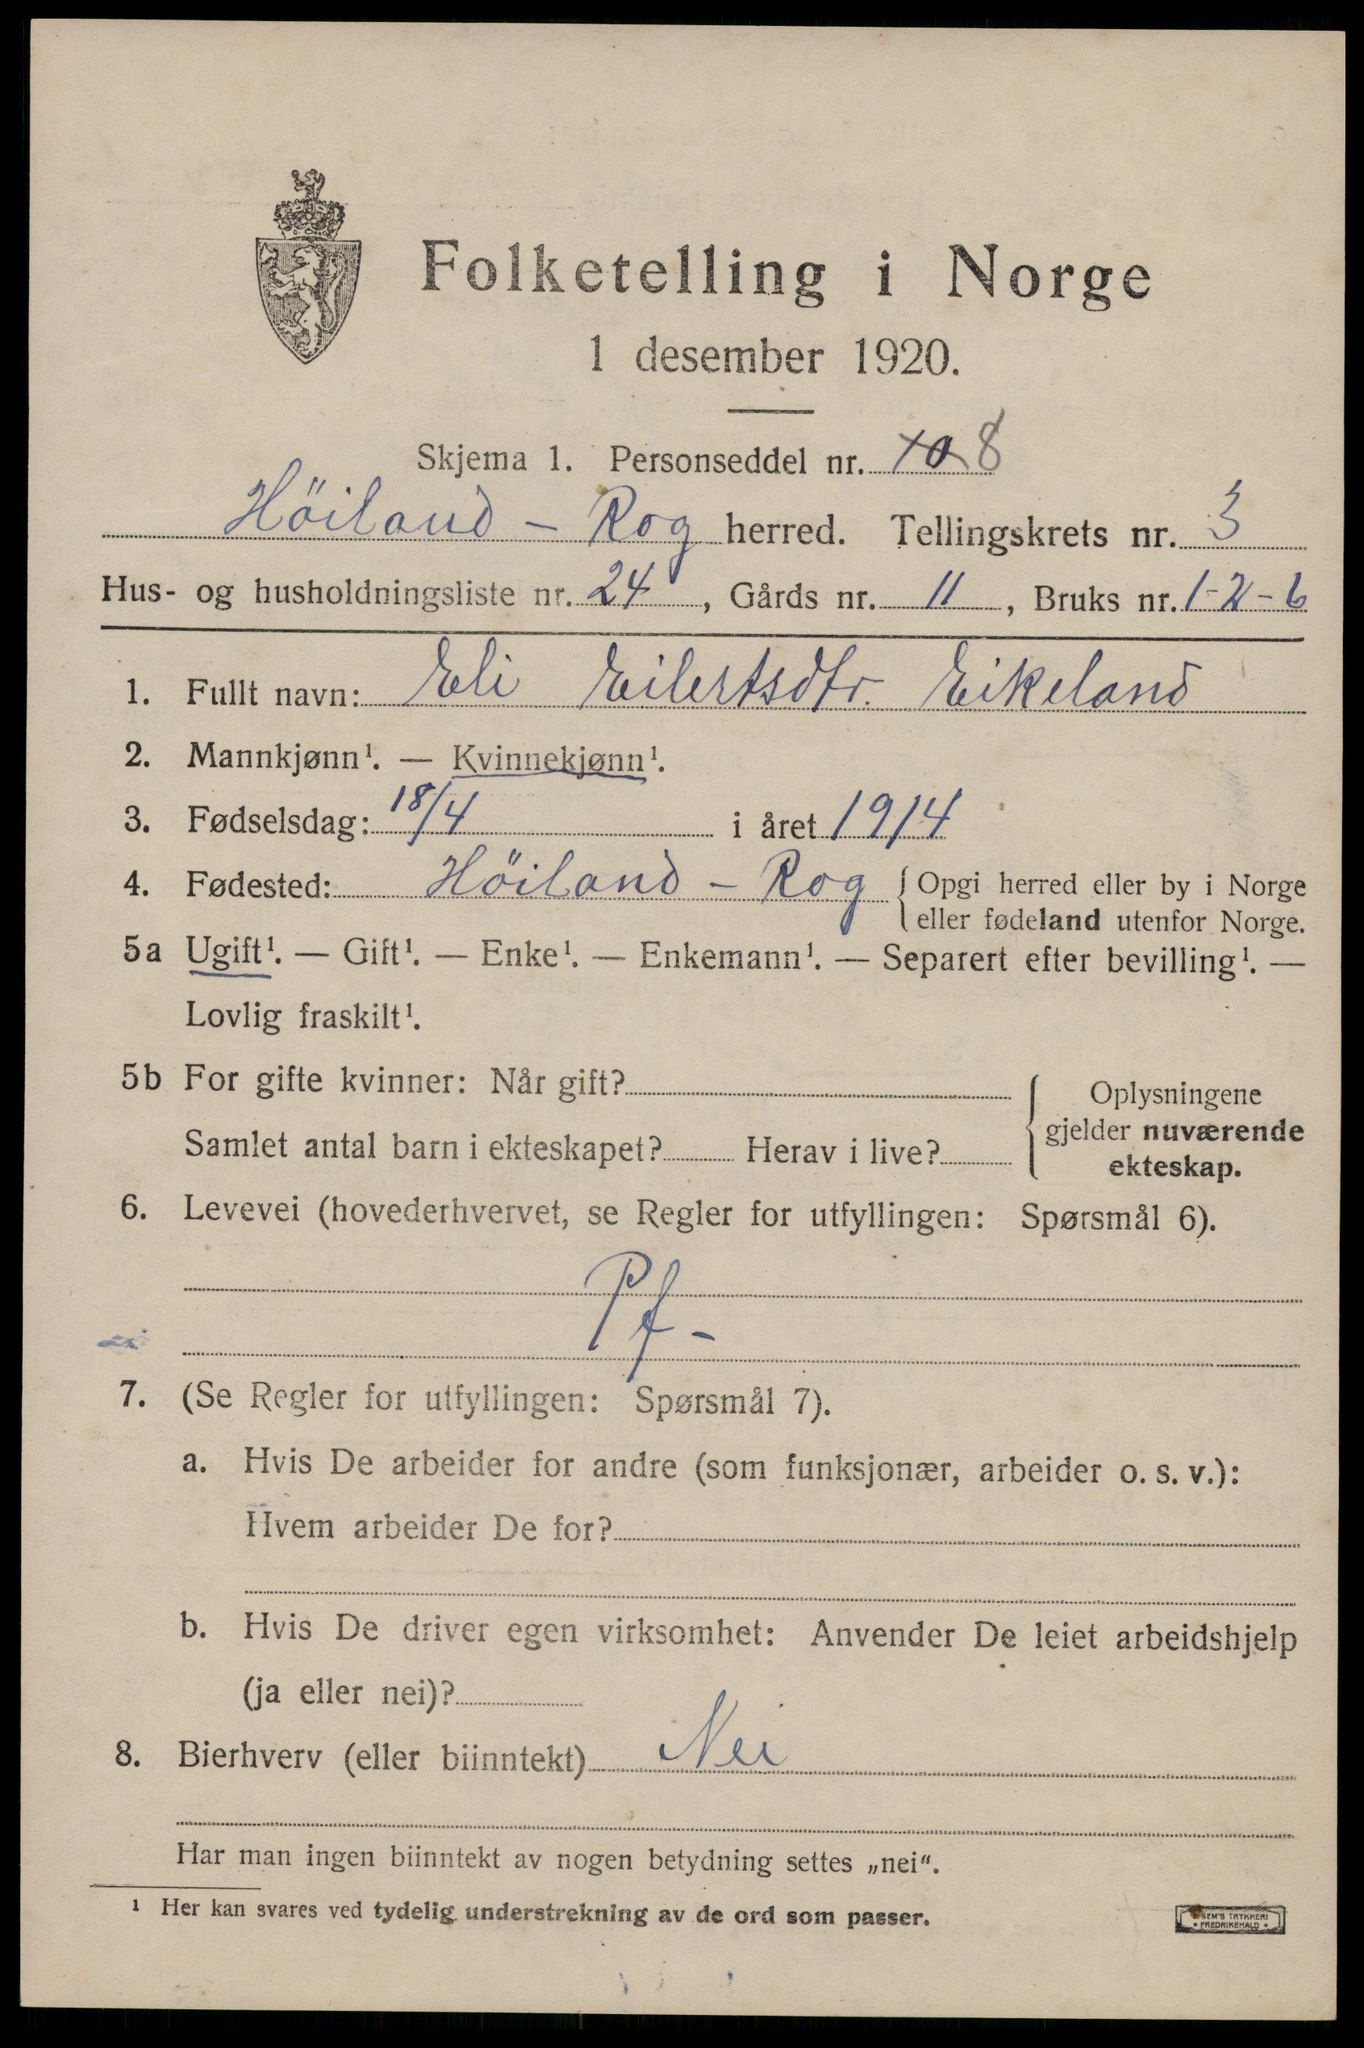 Folketelling i Norge
1 desember 1920.
Skjema 1. Personseddel nr. 8
Höiland - Rog herred. Tellingskrets nr. 3
Hus- og husholdningsliste nr. 24, Gårds nr. 11, Bruks nr. 1-2-6
1. Fullt navn: Eli Eilertsdtr. Eikeland
2. Mannkjønn¹. — Kvinnekjønn¹.
3. Fødselsdag: 18/4 i året 1914
4. Fødested: Höiland - Rog { Opgi herred eller by i Norge
eller fødeland utenfor Norge.
5a Ugift¹. — Gift¹. — Enke¹. — Enkemann¹. — Separert efter bevilling¹. —
Lovlig fraskilt¹.
5b For gifte kvinner: Når gift?
Samlet antal barn i ekteskapet? Herav i live?
Oplysningene
gjelder nuværende
ekteskap.
6. Levevei (hovederhvervet, se Regler for utfyllingen: Spørsmål 6).
Pf -
7. (Se Regler for utfyllingen: Spørsmål 7).
a. Hvis De arbeider for andre (som funksjonær, arbeider o. s. v.):
Hvem arbeider De for?
b. Hvis De driver egen virksomhet: Anvender De leiet arbeidshjelp
(ja eller nei)?
8. Bierhverv (eller biinntekt) Nei
Har man ingen biinntekt av nogen betydning settes „nei“.
¹ Her kan svares ved tydelig understrekning av de ord som passer.
SEM'S TRYKKERI
• FREDRIKSHALD •